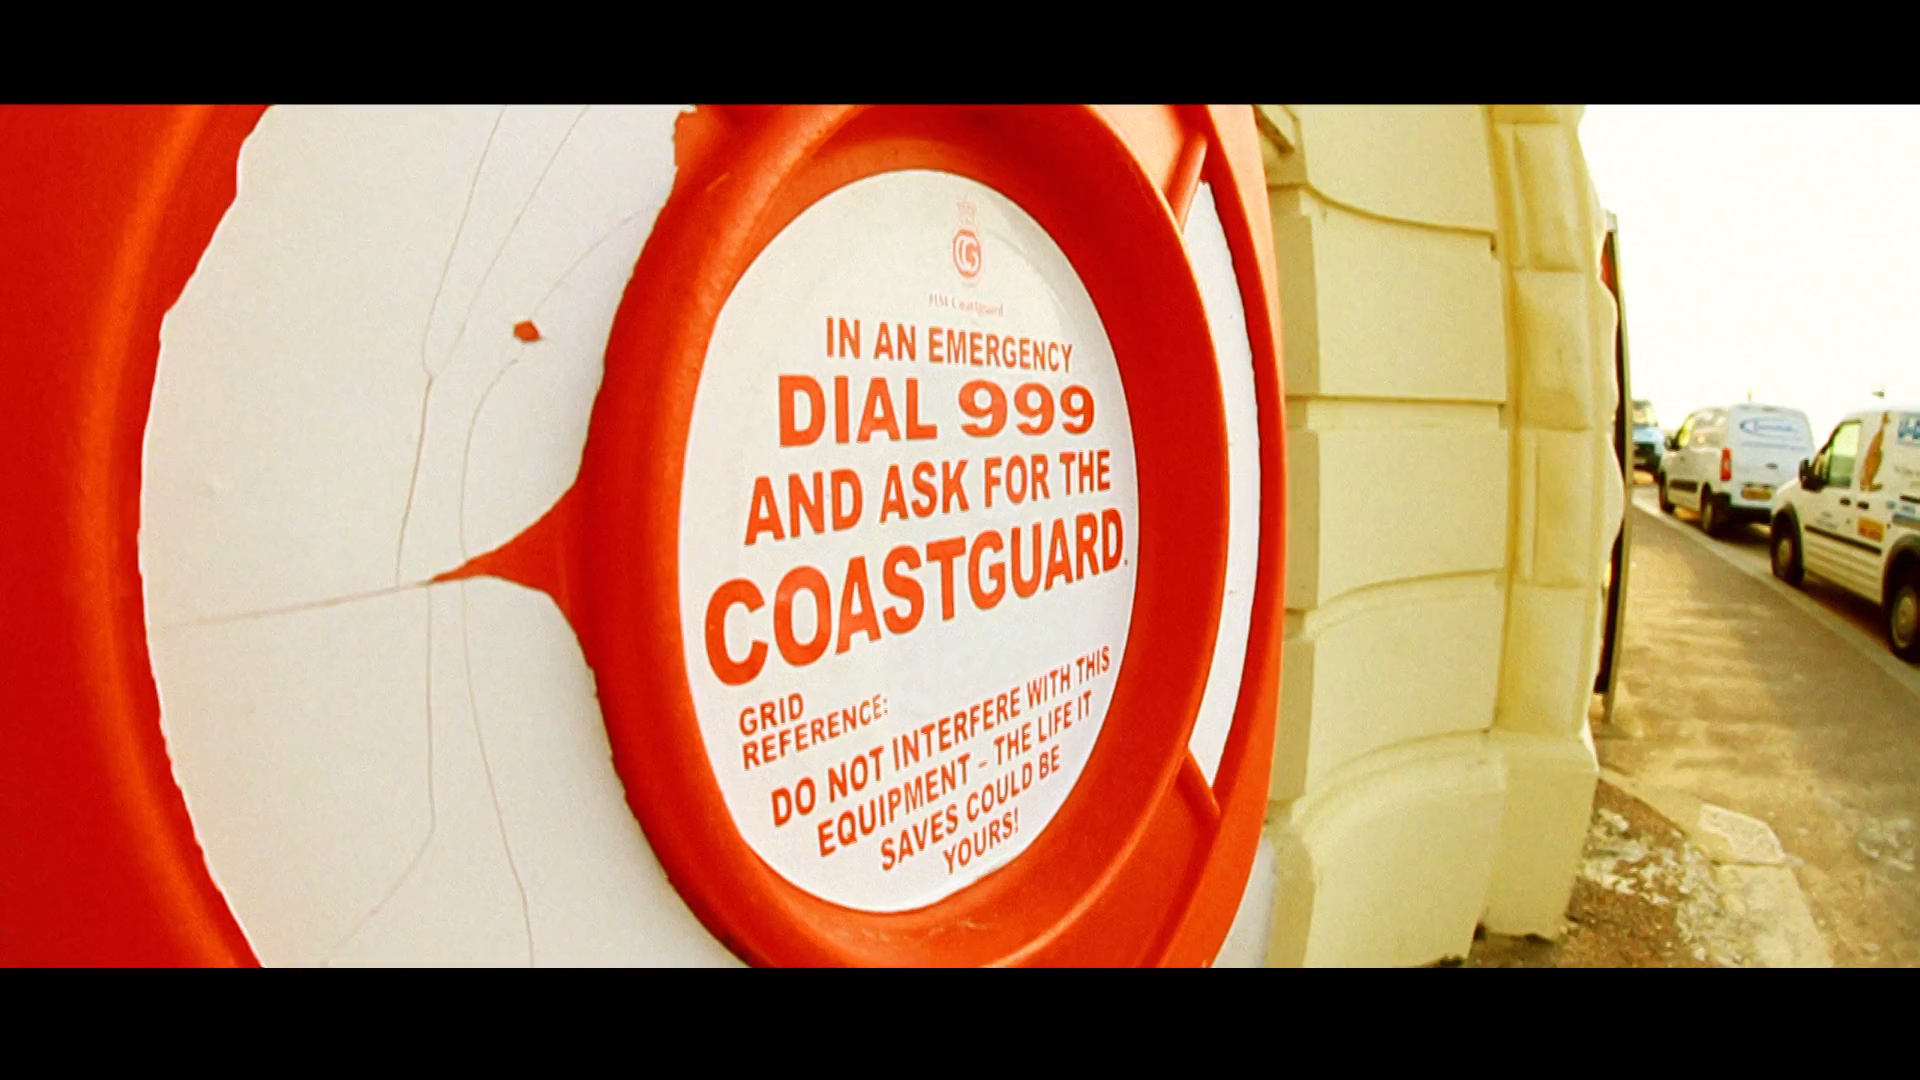 HM Coastguard
IN AN EMERGENCY
DIAL 999
AND ASK FOR THE
COASTGUARD.
GRID
REFERENCE:
DO NOT INTERFERE WITH THIS
EQUIPMENT - THE LIFE IT
SAVES COULD BE
YOURS!